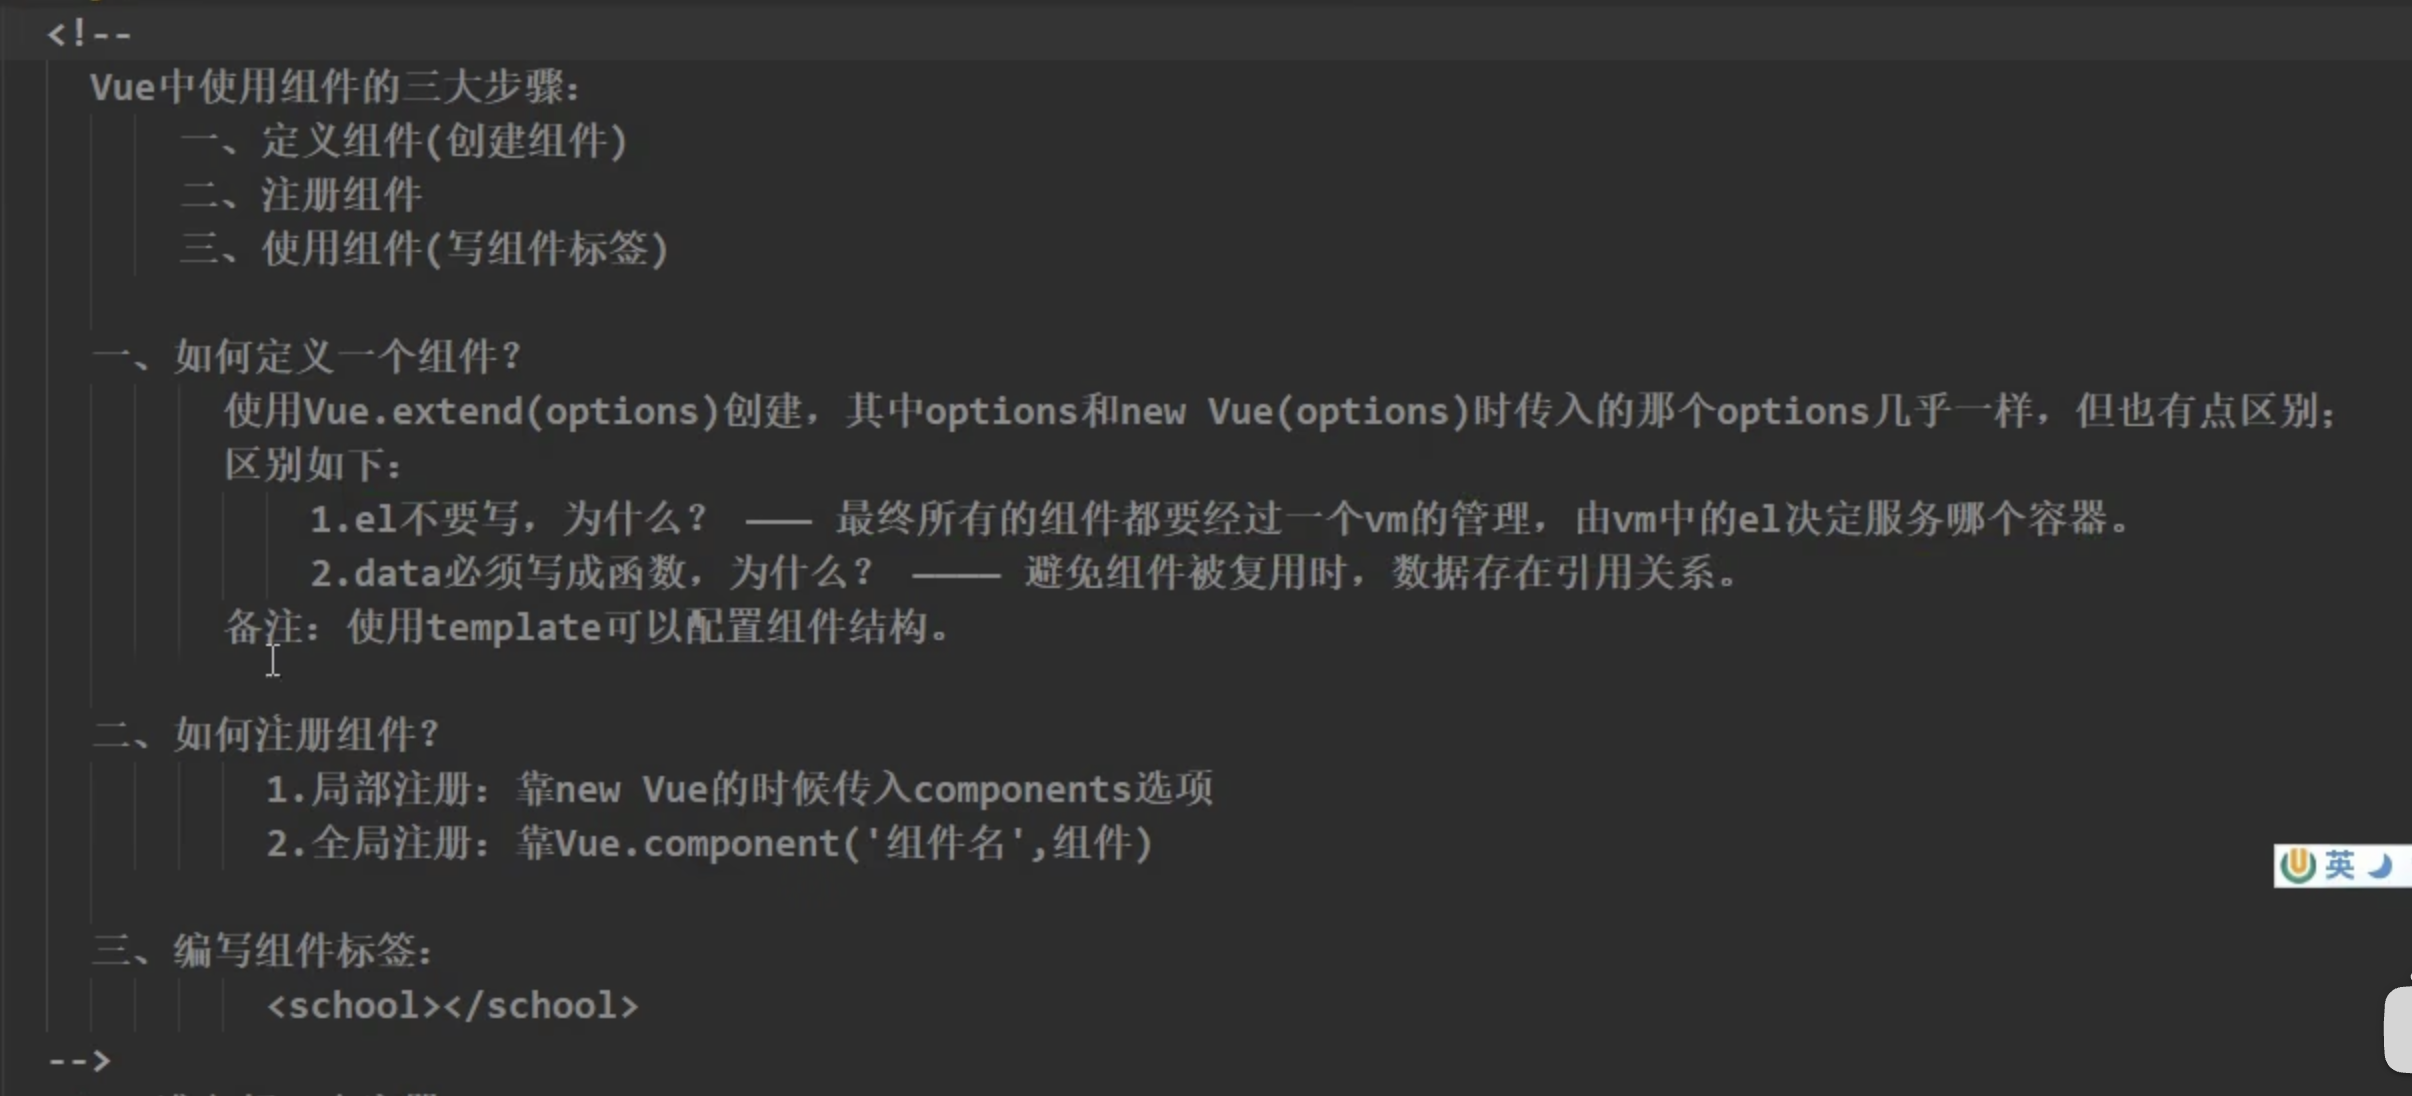 <!--
Vue中使用组件的三大步骤：
一、定义组件(创建组件)
二、注册组件
三、使用组件(写组件标签)
一、如何定义一个组件？
使用Vue.extend(options)创建，其中options和new Vue(options)时传入的那个options几乎一样，但也有点区别；
区别如下：
1.el不要写，为什么？ ——— 最终所有的组件都要经过一个vm的管理，由vm中的el决定服务哪个容器。
2.data必须写成函数，为什么？ ———— 避免组件被复用时，数据存在引用关系。
备注：使用template可以配置组件结构。
二、如何注册组件？
1.局部注册：靠new Vue的时候传入components选项
2.全局注册：靠Vue.component('组件名',组件)
英
三、编写组件标签：
<school></school>
-->